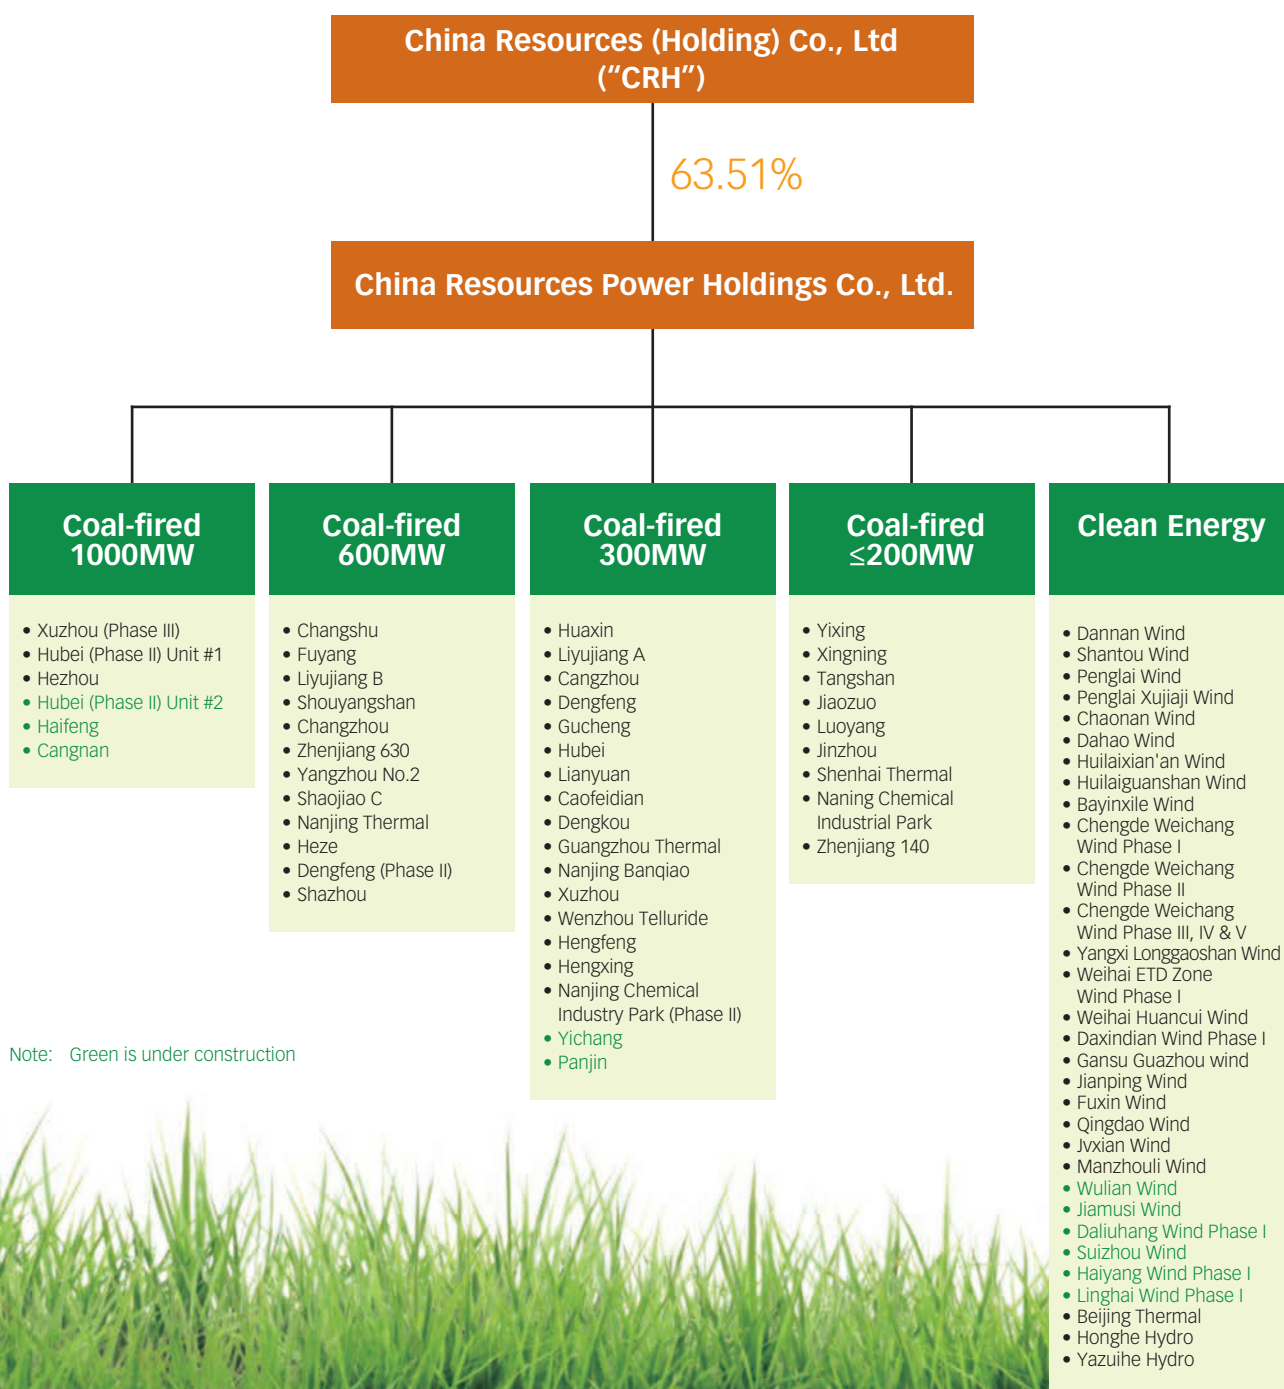 China Resources (Holding) Co., Ltd
(“CRH”)
63.51%
China Resources Power Holdings Co., Ltd.
Coal-fired
1000MW
• Xuzhou (Phase III)
• Hubei (Phase II) Unit #1
• Hezhou
• Hubei (Phase II) Unit #2
• Haifeng
• Cangnan
Coal-fired
600MW
• Changshu
• Fuyang
• Liyujiang B
• Shouyangshan
• Changzhou
• Zhenjiang 630
• Yangzhou No.2
• Shaojiao C
• Nanjing Thermal
• Heze
• Dengfeng (Phase II)
• Shazhou
Coal-fired
300MW
• Huaxin
• Liyujiang A
• Cangzhou
• Dengfeng
• Gucheng
• Hubei
• Lianyuan
• Caofeidian
• Dengkou
• Guangzhou Thermal
• Nanjing Banqiao
• Xuzhou
• Wenzhou Telluride
• Hengfeng
• Hengxing
• Nanjing Chemical
Industry Park (Phase II)
• Yichang
• Panjin
Coal-fired
≤200MW
• Yixing
• Xingning
• Tangshan
• Jiaozuo
• Luoyang
• Jinzhou
• Shenhai Thermal
• Naning Chemical
Industrial Park
• Zhenjiang 140
Clean Energy
• Dannan Wind
• Shantou Wind
• Penglai Wind
• Penglai Xujiaji Wind
• Chaonan Wind
• Dahao Wind
• Huilaixian'an Wind
• Huilaiguanshan Wind
• Bayinxile Wind
• Chengde Weichang
Wind Phase I
• Chengde Weichang
Wind Phase II
• Chengde Weichang
Wind Phase III, IV & V
• Yangxi Longgaoshan Wind
• Weihai ETD Zone
Wind Phase I
• Weihai Huancui Wind
• Daxindian Wind Phase I
• Gansu Guazhou wind
• Jianping Wind
• Fuxin Wind
• Qingdao Wind
• Jvxian Wind
• Manzhouli Wind
• Wulian Wind
• Jiamusi Wind
• Daliuhang Wind Phase I
• Suizhou Wind
• Haiyang Wind Phase I
• Linghai Wind Phase I
• Beijing Thermal
• Honghe Hydro
• Yazuihe Hydro
Note: Green is under construction